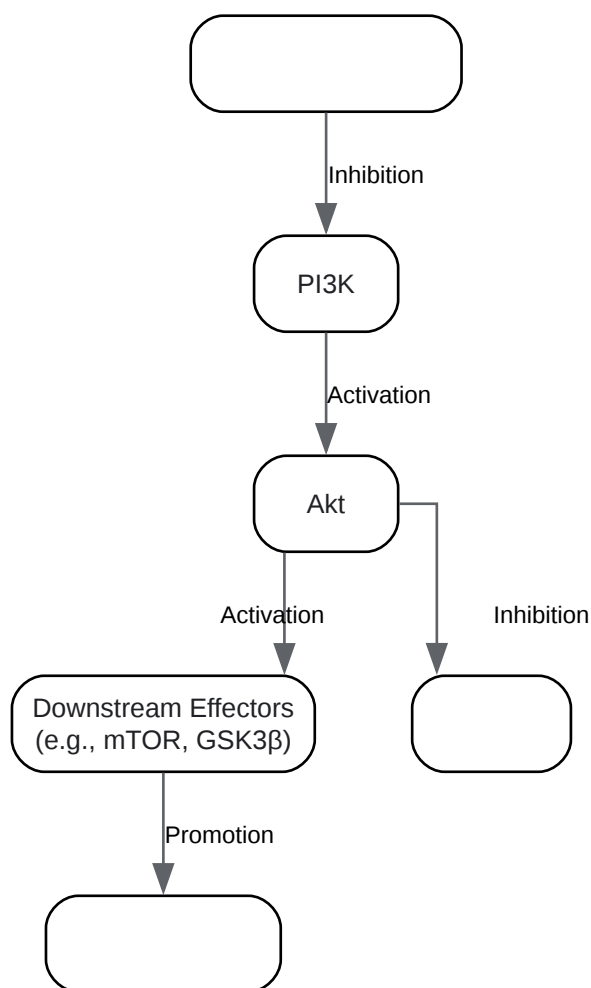 Inhibition
PI3K
Activation
Akt
Activation
Inhibition
Downstream Effectors
(e.g., mTOR, GSK3β)
Promotion